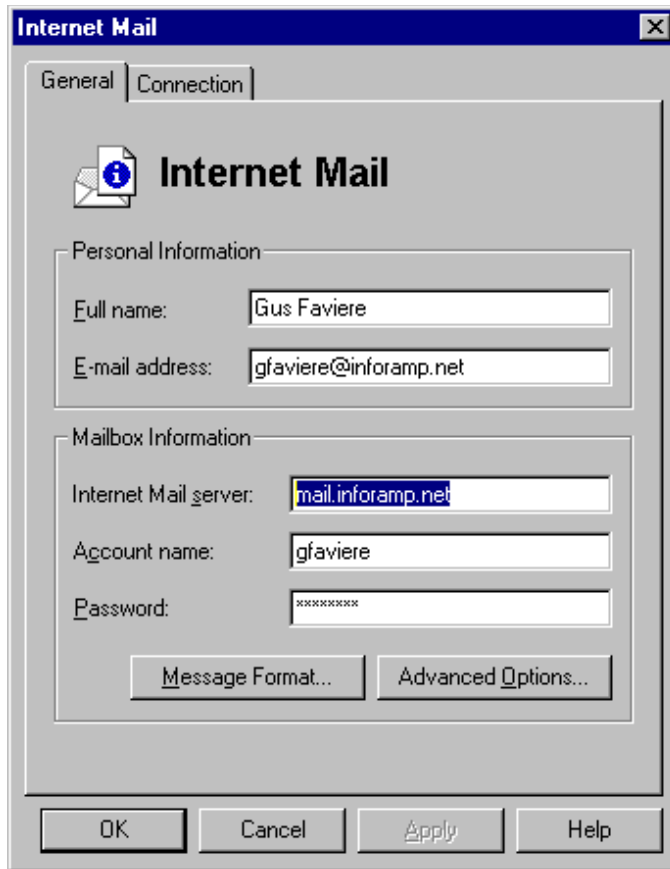 Internet Mail
General Connection
Internet Mail
Personal Information
Full name: Gus Faviere
E-mail address: gfaviere@inforamp.net
Mailbox Information
Internet Mail server: mail.inforamp.net
Account name: gfaviere
Password: ********
Message Format... Advanced Options...
OK Cancel Apply Help